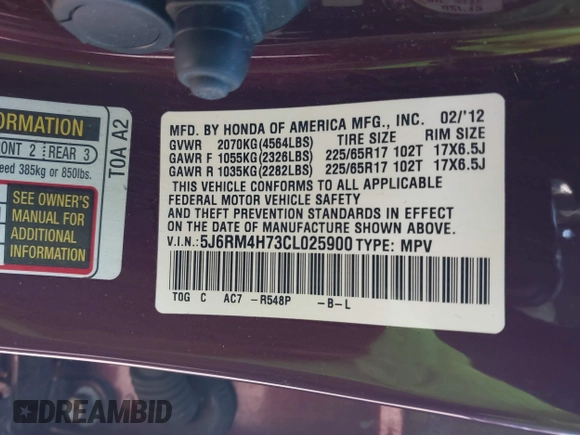 ORMATION
ONT 2 REAR 3
eed 385kg or 850lbs.
SEE OWNER'S
MANUAL FOR
ADDITIONAL
INFORMATION
T0A A2
MFD. BY HONDA OF AMERICA MFG., INC. 02/'12
GVWR 2070KG(4564LBS) TIRE SIZE RIM SIZE
GAWR F 1055KG(2326LBS) 225/65R17 102T 17X6.5J
GAWR R 1035KG(2282LBS) 225/65R17 102T 17X6.5J
THIS VEHICLE CONFORMS TO ALL APPLICABLE
FEDERAL MOTOR VEHICLE SAFETY
AND THEFT PREVENTION STANDARDS IN EFFECT
ON THE DATE OF MANUFACTURE SHOWN ABOVE.
V.I.N.:5J6RM4H73CL025900 TYPE: MPV
T0G C AC7 -R548P -B-L
DREAMBID